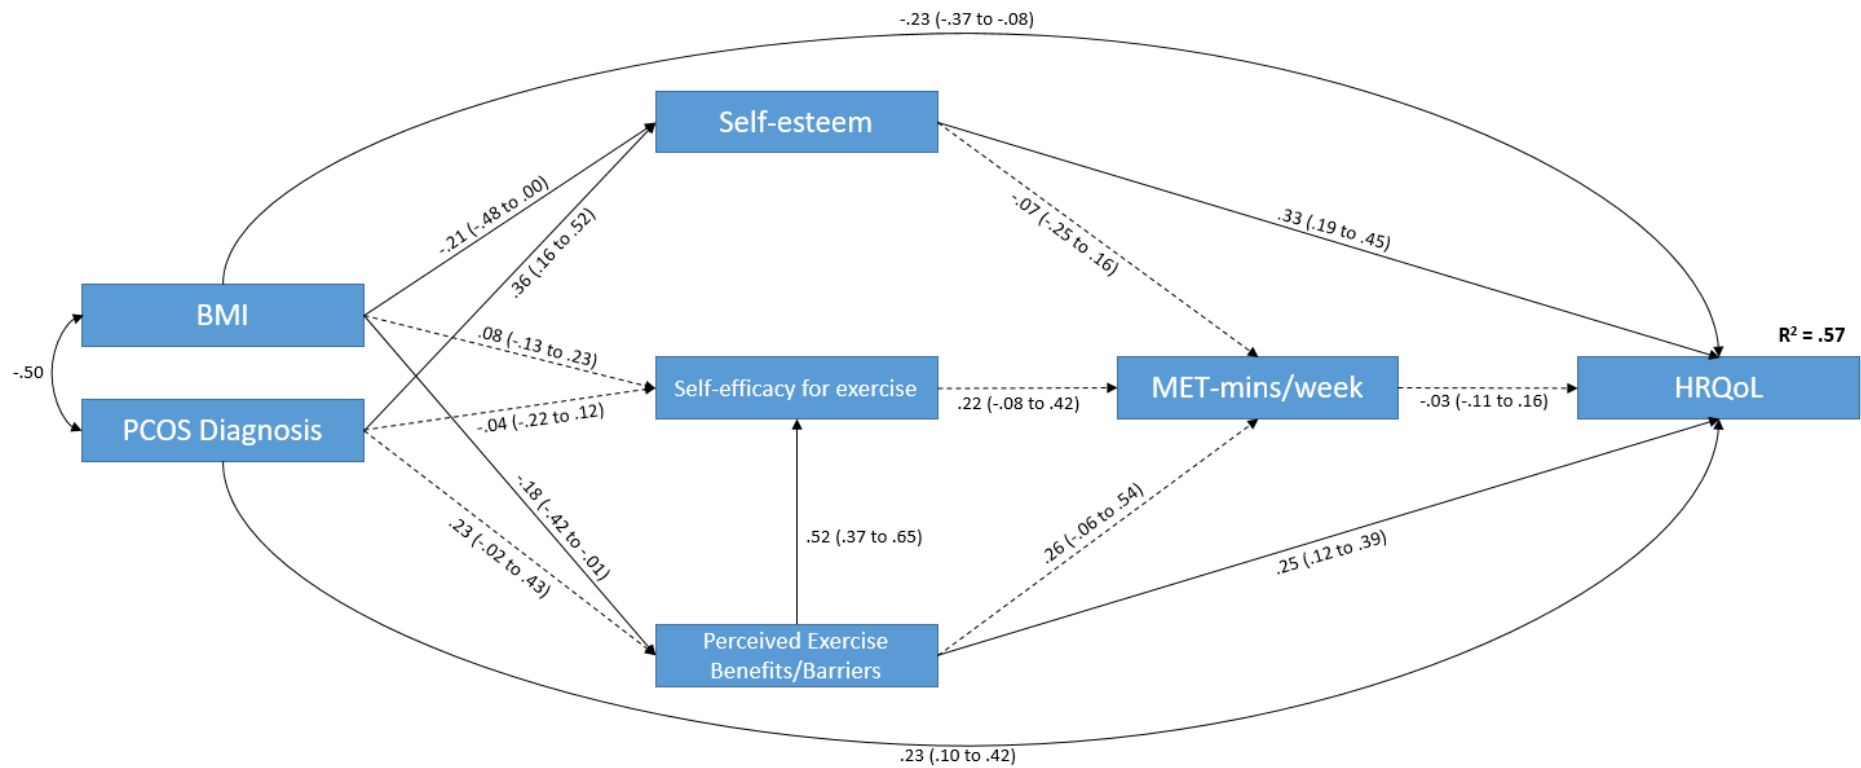 -.23 (-.37 to -.08)
Self-esteem
-.21 (-.48 to .00)
.36 (.16 to .52)
-.07 (-.25 to .16)
.33 (.19 to .45)
BMI
.08 (-.13 to .23)
R² = .57
-.50
Self-efficacy for exercise
MET-mins/week
HRQoL
.22 (-.08 to .42)
-.03 (-.11 to .16)
PCOS Diagnosis
-.04 (-.22 to .12)
-.18 (-.42 to -.01)
.23 (-.02 to .43)
.52 (.37 to .65)
.26 (-.06 to .54)
.25 (.12 to .39)
Perceived Exercise
Benefits/Barriers
.23 (.10 to .42)